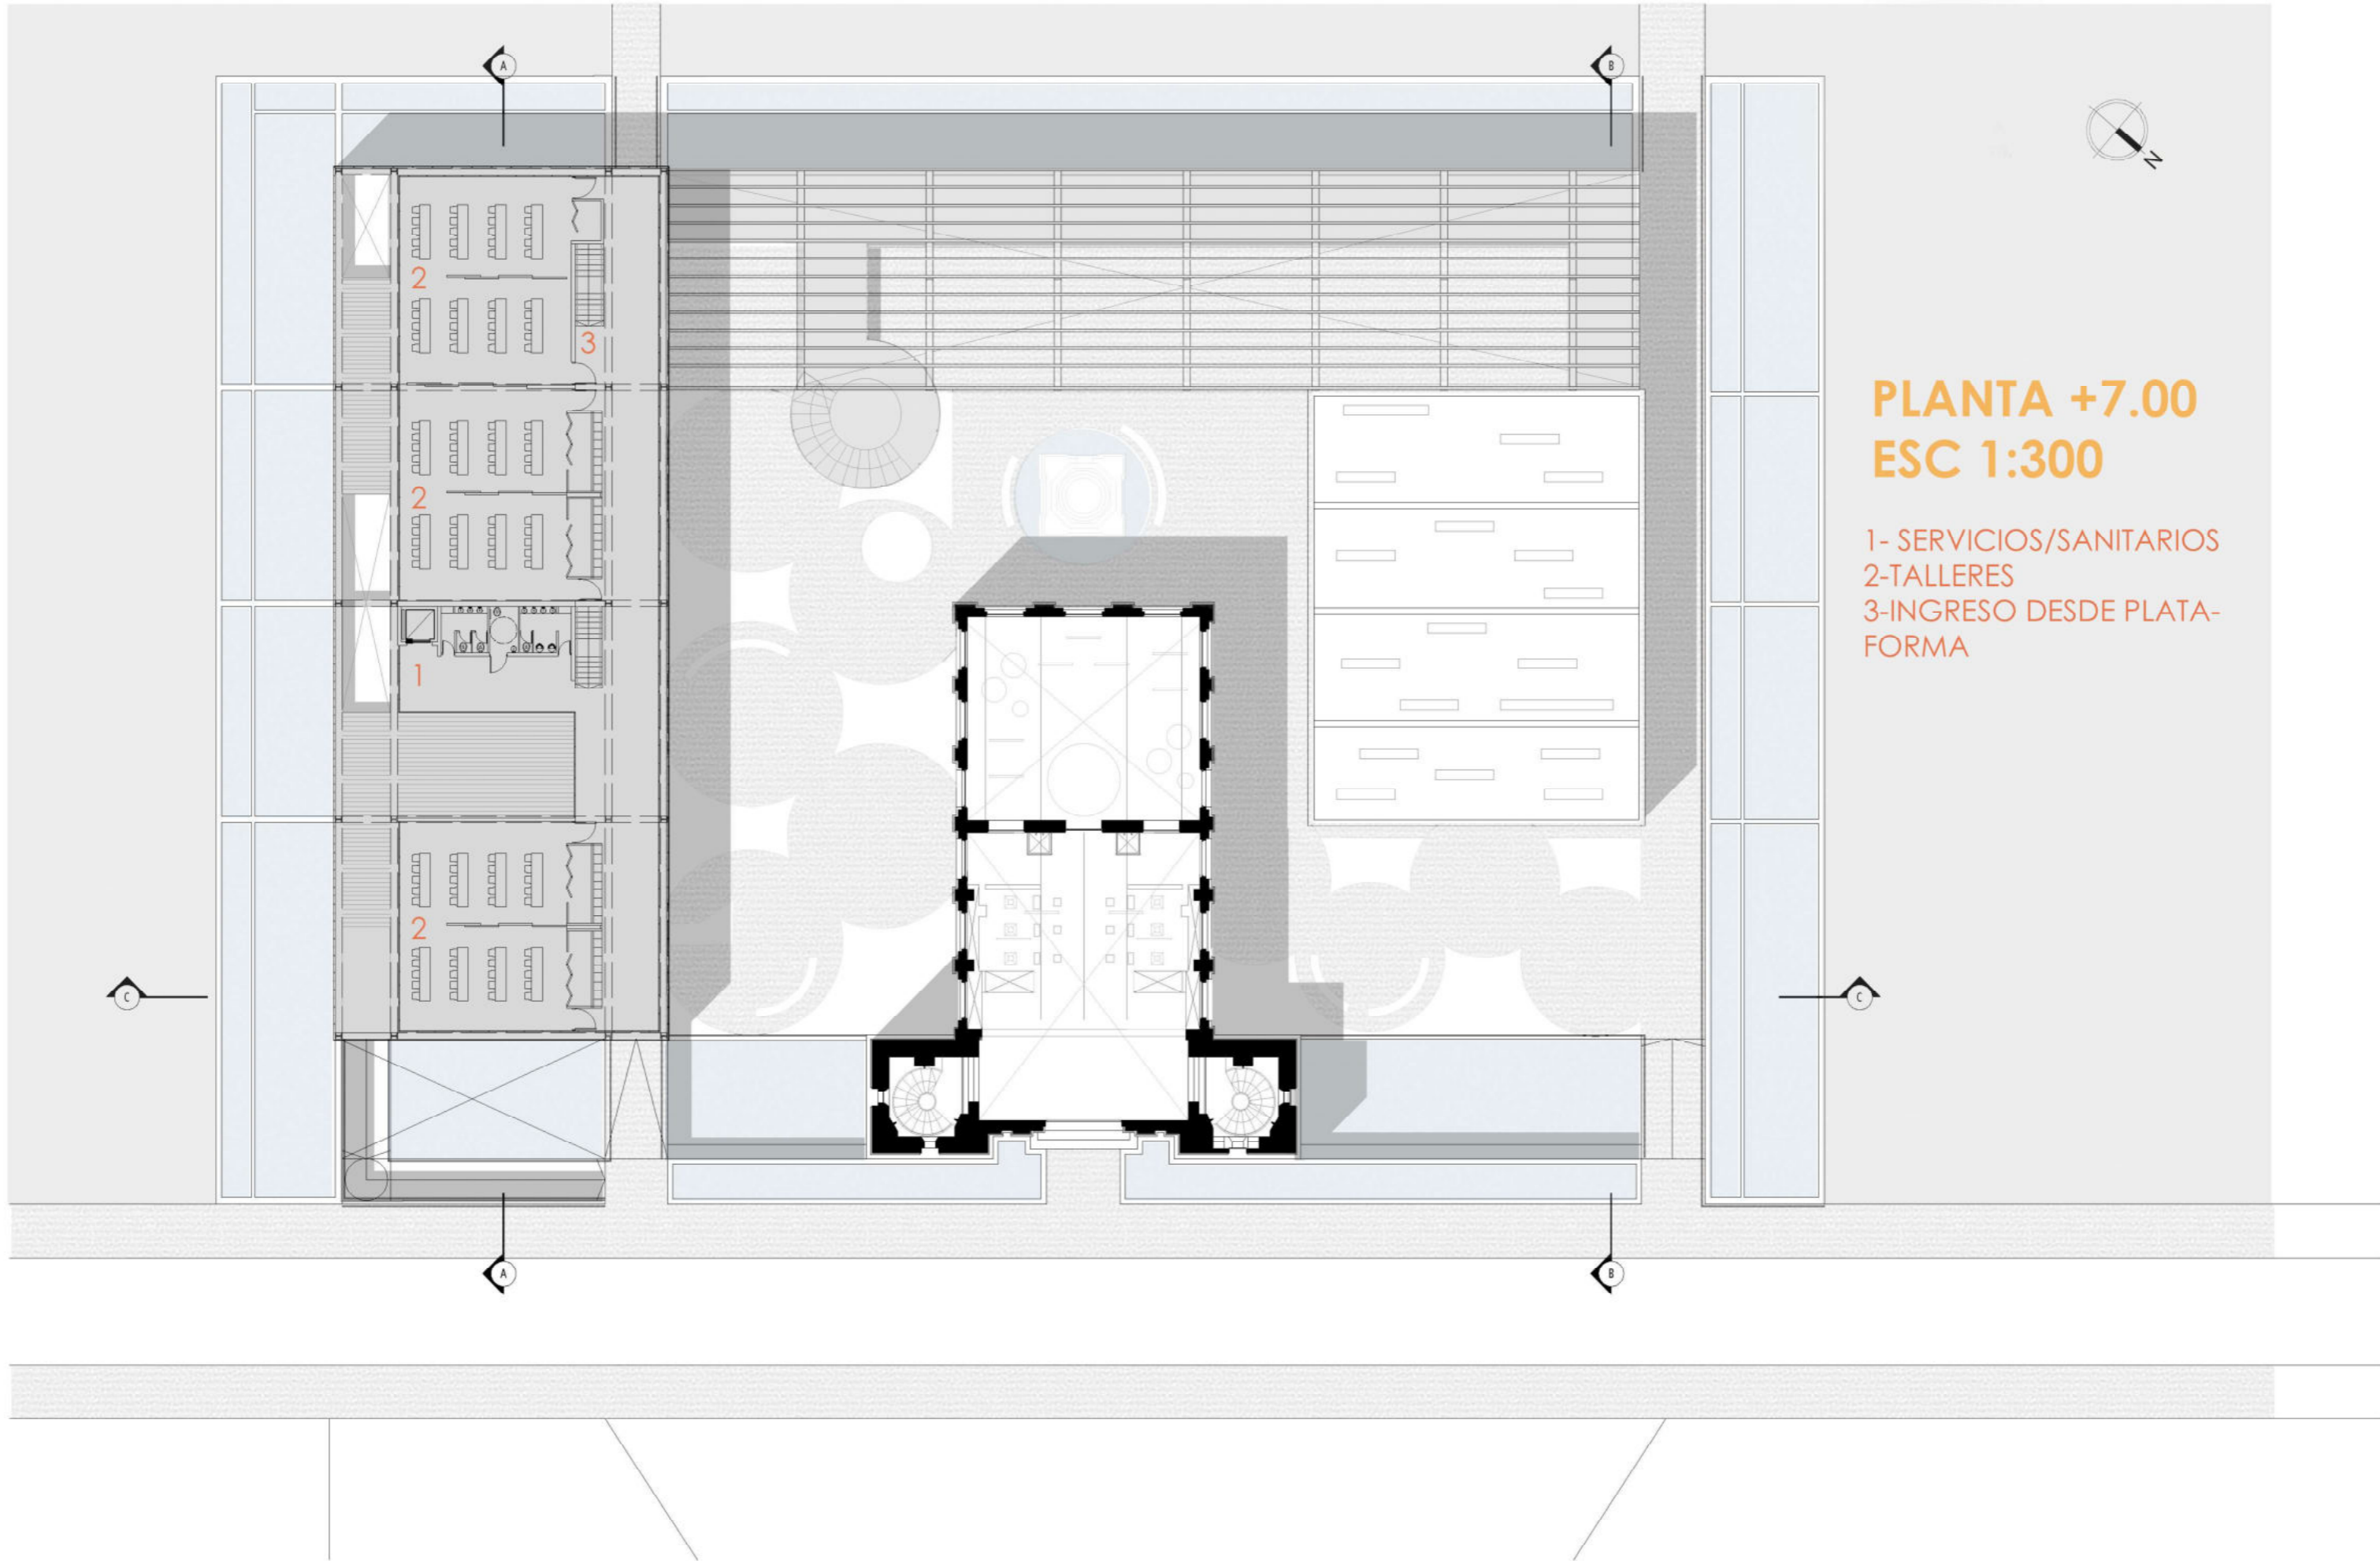 A
B
N
2
3
PLANTA +7.00
ESC 1:300
2
1- SERVICIOS/SANITARIOS
2-TALLERES
3-INGRESO DESDE PLATA-
FORMA
1
2
C
C
A
B